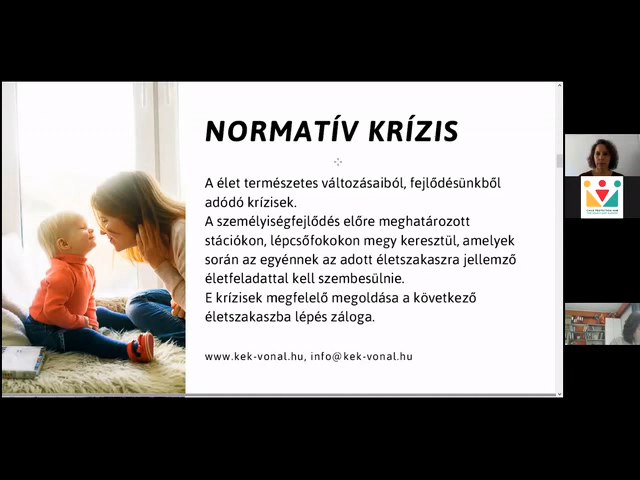 NORMATÍV KRÍZIS
A élet természetes változásaiból, fejlődésünkből
adódó krízisek.
A személyiségfejlődés előre meghatározott
stációkon, lépcsőfokokon megy keresztül, amelyek
során az egyénnek az adott életszakaszra jellemző
életfeladattal kell szembesülnie.
E krízisek megfelelő megoldása a következő
életszakaszba lépés záloga.
www.kek-vonal.hu, info@kek-vonal.hu